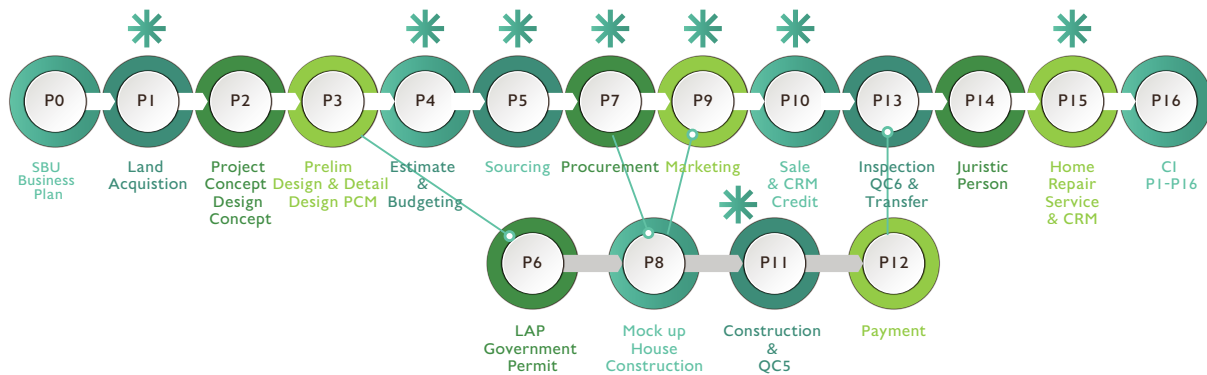 P0
P1
P2
P3
P4
P5
P7
P9
P10
P13
P14
P15
P16
SBU
Business
Plan
Land
Acquistion
Project
Concept
Design
Concept
Prelim
Design & Detail
Design PCM
Estimate
&
Budgeting
Sourcing
Procurement
Marketing
Sale
& CRM
Credit
Inspection
QC6 &
Transfer
Juristic
Person
Home
Repair
Service
& CRM
CI
P1-P16
P6
P8
P11
P12
LAP
Government
Permit
Mock up
House
Construction
Construction
&
QC5
Payment